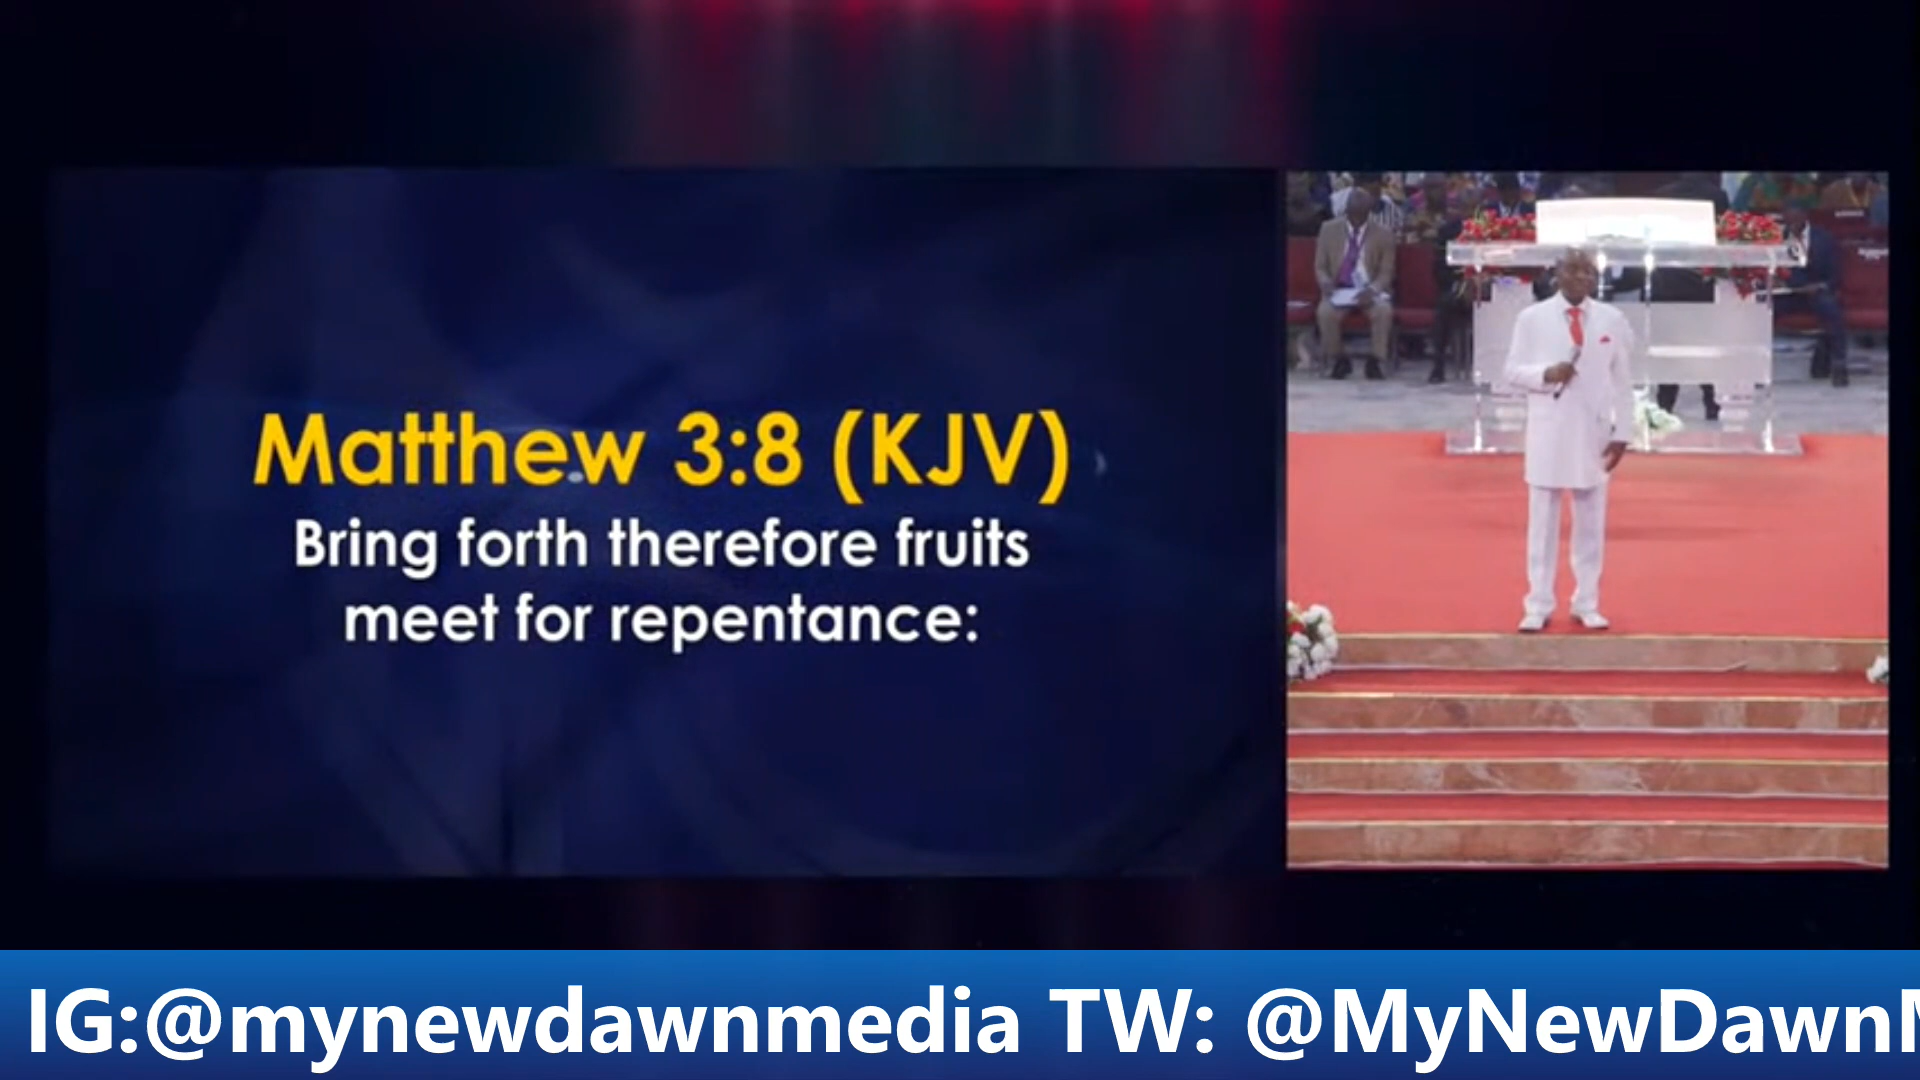 Matthew 3:8 (KJV)
Bring forth therefore fruits
meet for repentance:
IG:@mynewdawnmedia TW: @MyNewDawn